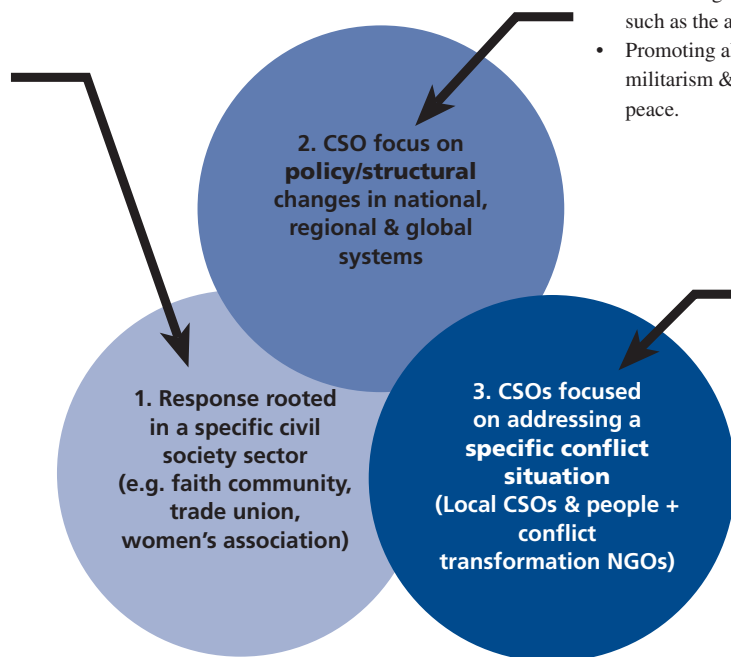 such as the a
• Promoting al
militarism &
peace.
2. CSO focus on
policy/structural
changes in national,
regional & global
systems
1. Response rooted
in a specific civil
society sector
(e.g. faith community,
trade union,
women's association)
3. CSOs focused
on addressing a
specific conflict
situation
(Local CSOs & people +
conflict
transformation NGOs)